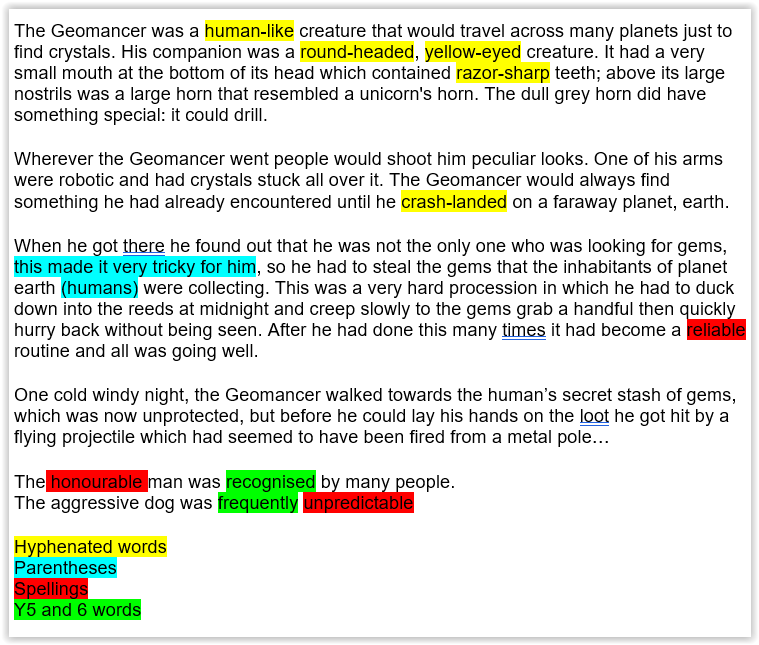 The Geomancer was a human-like creature that would travel across many planets just to
find crystals. His companion was a round-headed, yellow-eyed creature. It had a very
small mouth at the bottom of its head which contained razor-sharp teeth; above its large
nostrils was a large horn that resembled a unicorn's horn. The dull grey horn did have
something special: it could drill.
Wherever the Geomancer went people would shoot him peculiar looks. One of his arms
were robotic and had crystals stuck all over it. The Geomancer would always find
something he had already encountered until he crash-landed on a faraway planet, earth.
When he got there he found out that he was not the only one who was looking for gems,
this made it very tricky for him, so he had to steal the gems that the inhabitants of planet
earth (humans) were collecting. This was a very hard procession in which he had to duck
down into the reeds at midnight and creep slowly to the gems grab a handful then quickly
hurry back without being seen. After he had done this many times it had become a reliable
routine and all was going well.
One cold windy night, the Geomancer walked towards the human’s secret stash of gems,
which was now unprotected, but before he could lay his hands on the loot he got hit by a
flying projectile which had seemed to have been fired from a metal pole…
The honourable man was recognised by many people.
The aggressive dog was frequently unpredictable
Hyphenated words
Parentheses
Spellings
Y5 and 6 words